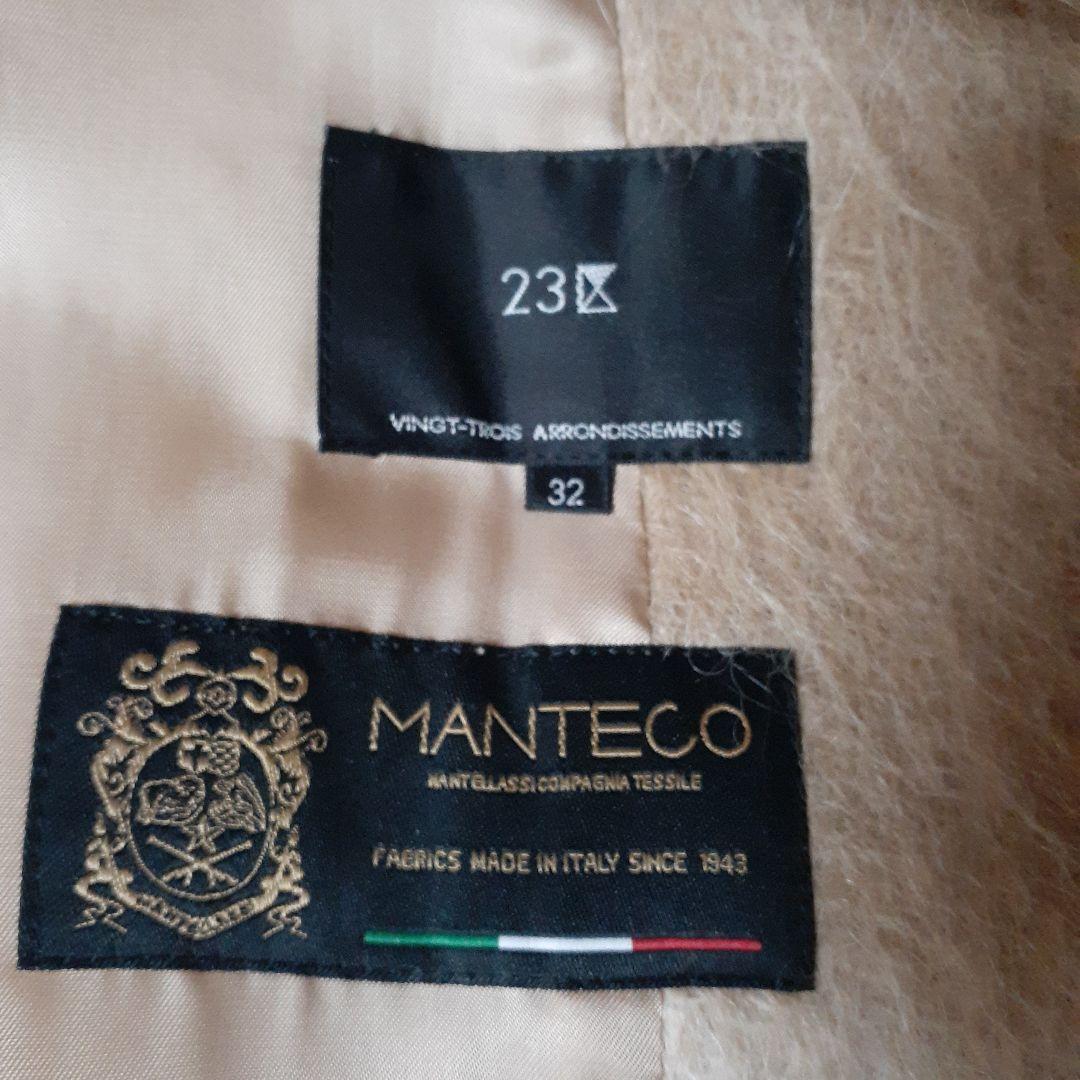 23区
VINGT-TROIS ARRONDISSEMENTS
32
MANTECO
MANTELLASSI COMPAGNIA TESSILE
FABRICS MADE IN ITALY SINCE 1943